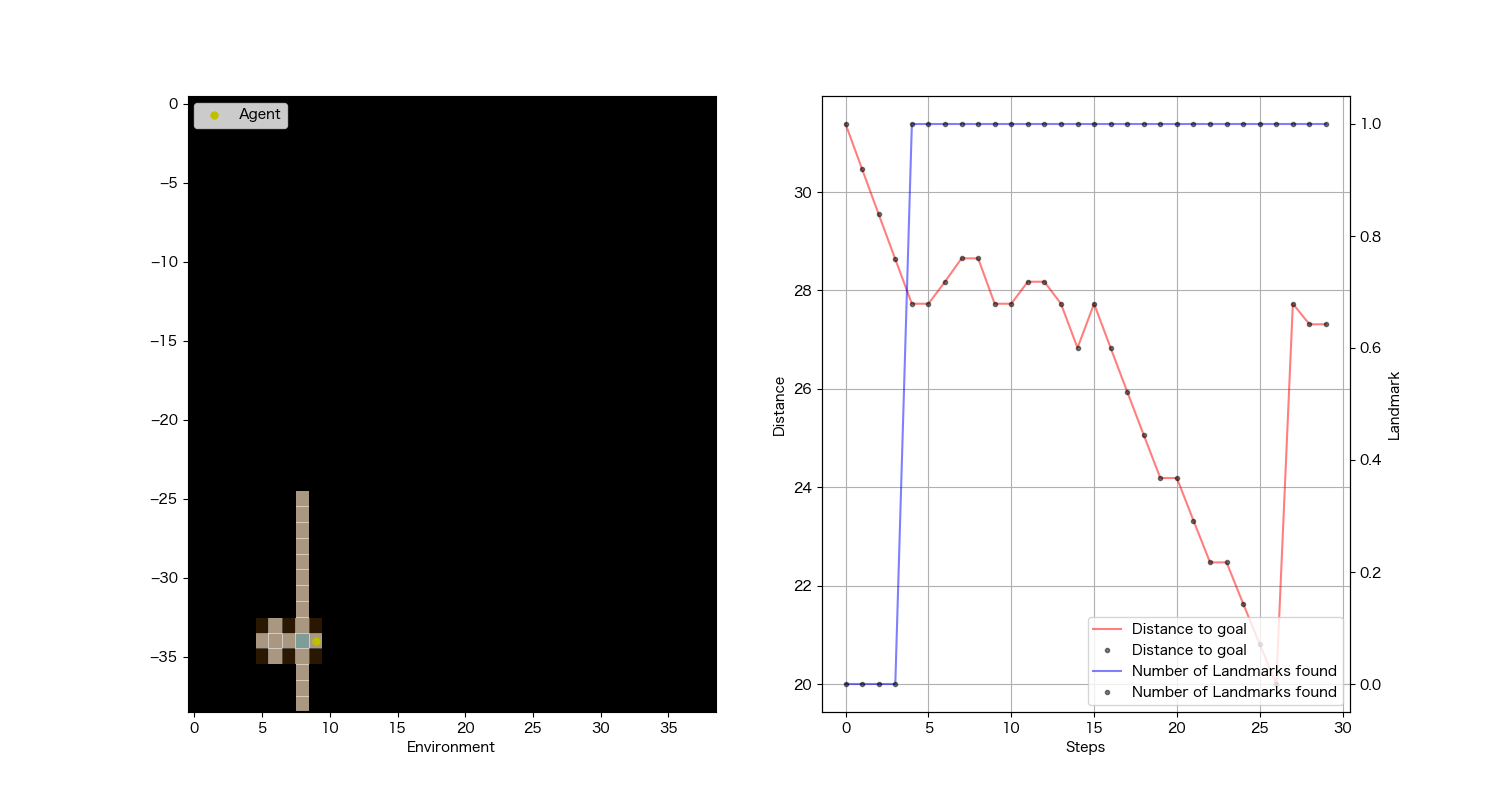 Agent
0
−5
−10
−15
−20
−25
−30
−35
0 5 10 15 20 25 30 35
Environment
Distance
30
28
26
24
22
20
0 5 10 15 20 25 30
Steps
1.0
0.8
0.6
0.4
0.2
0.0
Landmark
Distance to goal
Distance to goal
Number of Landmarks found
Number of Landmarks found